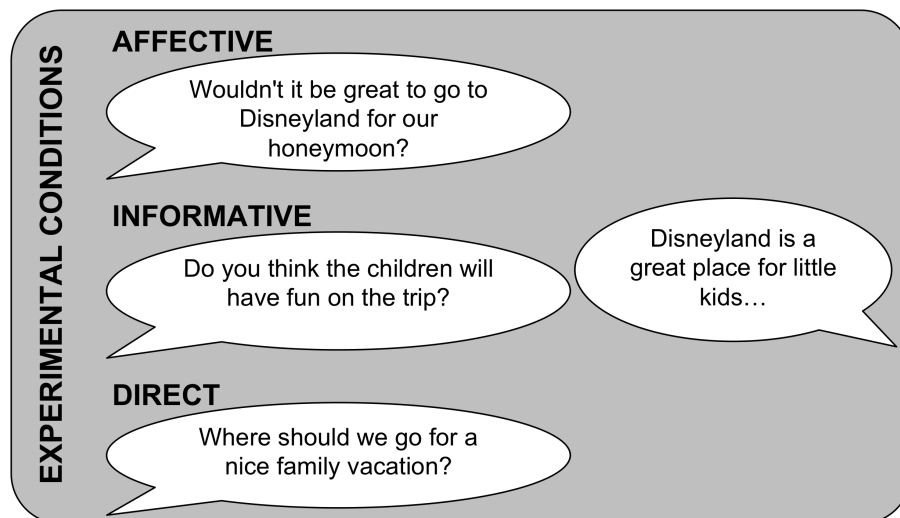 EXPERIMENTAL CONDITIONS
AFFECTIVE
Wouldn't it be great to go to
Disneyland for our
honeymoon?
INFORMATIVE
Do you think the children will
have fun on the trip?
Disneyland is a
great place for little
kids…
DIRECT
Where should we go for a
nice family vacation?